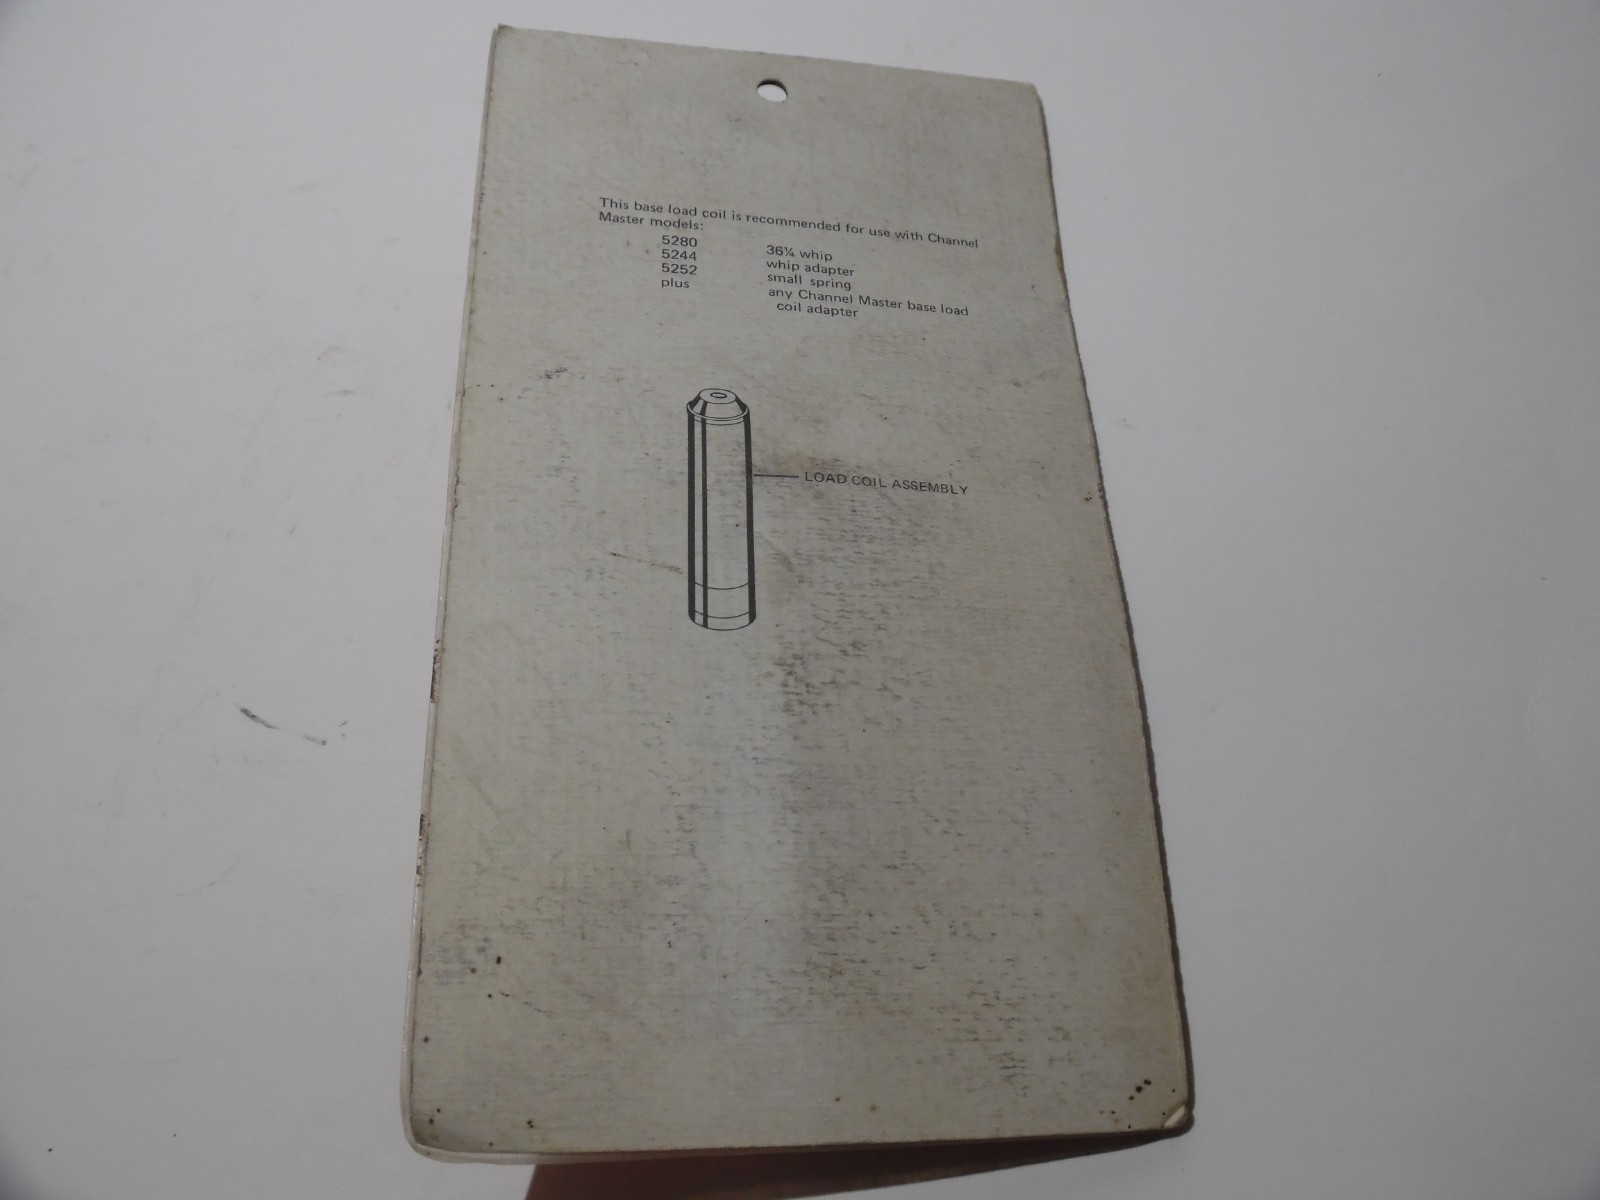 This base load coil is recommended for use with Channel
Master models:
5280 36¼ whip
5244 whip adapter
5252 small spring
plus any Channel Master base load
coil adapter
LOAD COIL ASSEMBLY